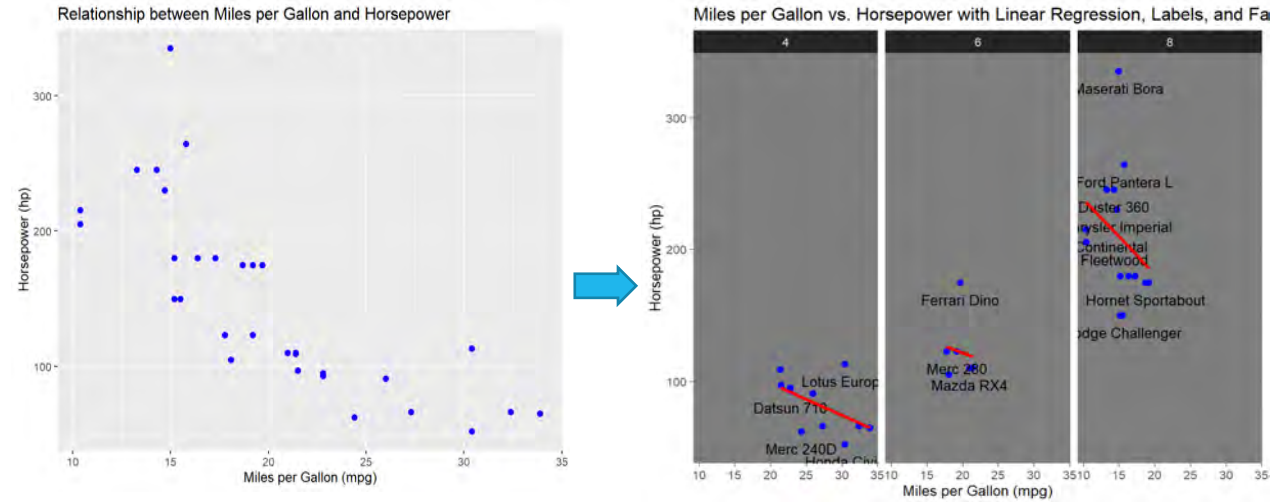 Relationship between Miles per Gallon and Horsepower
300
200
100
Horsepower (hp)
10 15 20 25 30 35
Miles per Gallon (mpg)
Miles per Gallon vs. Horsepower with Linear Regression, Labels, and Fa
4 6 8
300
200
100
Horsepower (hp)
Lotus Europ
Datsun 710
Merc 240D
Honda Civi
Ferrari Dino
Merc 280
Mazda RX4
Maserati Bora
Ford Pantera L
Duster 360
rysler Imperial
Continental
Fleetwood
Hornet Sportabout
odge Challenger
10 15 20 25 30 35 10 15 20 25 30 35 10 15 20 25 30 35
Miles per Gallon (mpg)